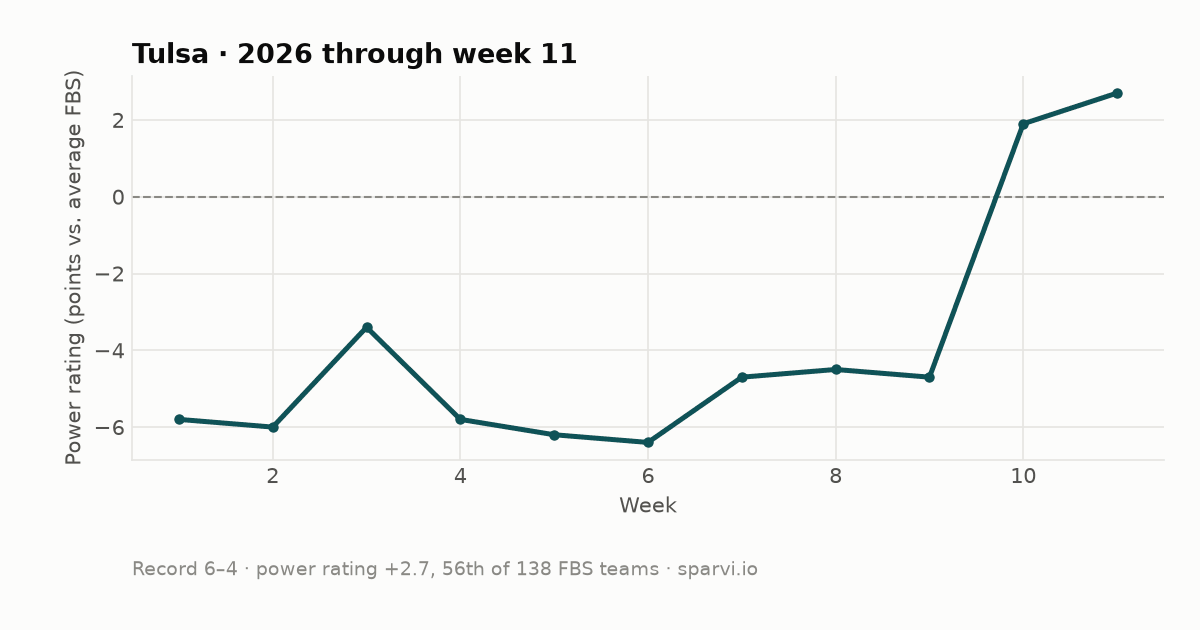 Tulsa · 2026 through week 11
Power rating (points vs. average FBS)
2
0
−2
−4
−6
2 4 6 8 10
Week
Record 6–4 · power rating +2.7, 56th of 138 FBS teams · sparvi.io